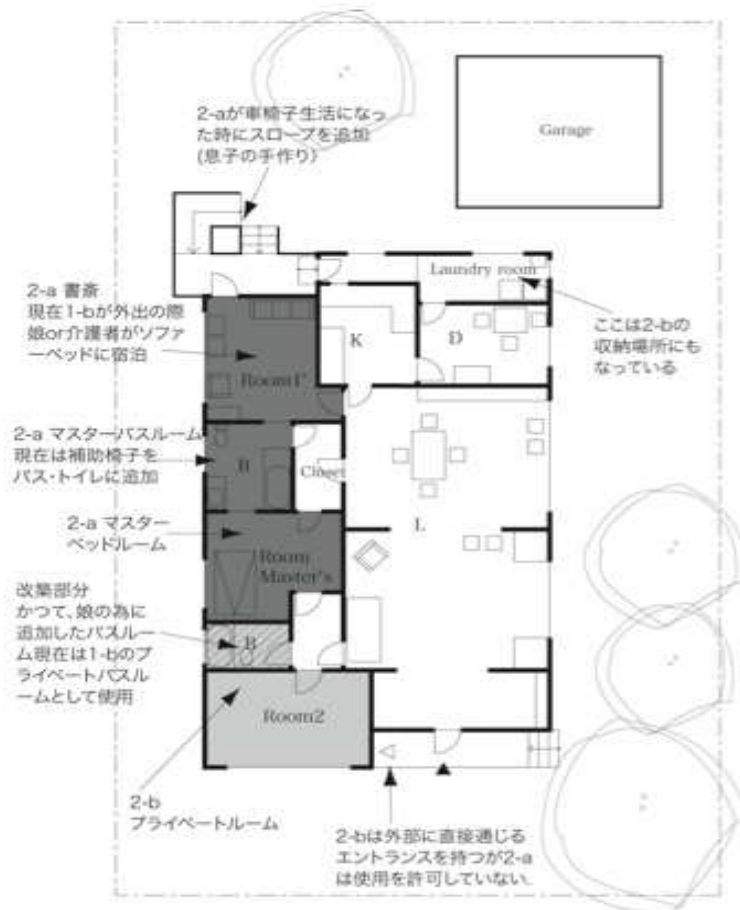 2-aが車椅子生活になっ
た時にスロープを追加
(息子の手作り)
Garage
Laundry room
2-a 書斎
現在1-bが外出の際
娘or介護者がソファ
ーベッドに宿泊
K
D
ここは2-bの
収納場所にも
なっている
Room1'
2-a マスターバスルーム
現在は補助椅子を
バス・トイレに追加
B
Closet
L
2-a マスター
ベッドルーム
Room
Master's
改築部分
かつて、娘の為に
追加したバスルー
ム現在は1-bのプ
ライベートバスル
ームとして使用
B
Room2
2-b
プライベートルーム
2-bは外部に直接通じる
エントランスを持つが2-a
は使用を許可していない.